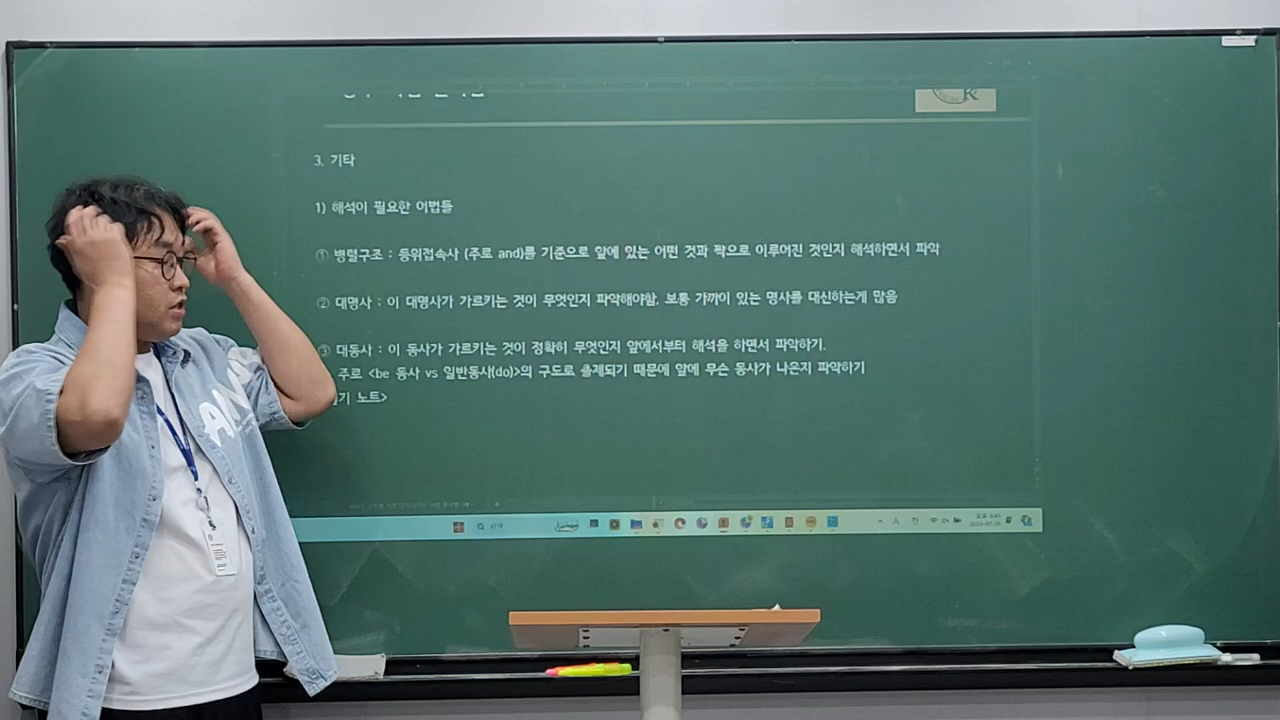 3. 기타
1) 해석이 필요한 어법들
① 병렬구조 : 등위접속사 (주로 and)를 기준으로 앞에 있는 어떤 것과 짝으로 이루어진 것인지 해석하면서 파악
② 대명사 : 이 대명사가 가르키는 것이 무엇인지 파악해야함. 보통 가까이 있는 명사를 대신하는게 많음
③ 대동사 : 이 동사가 가르키는 것이 정확히 무엇인지 앞에서부터 해석을 하면서 파악하기.
주로 <be 동사 vs 일반동사(do)>의 구도로 출제되기 때문에 앞에 무슨 동사가 나온지 파악하기
기 노트>